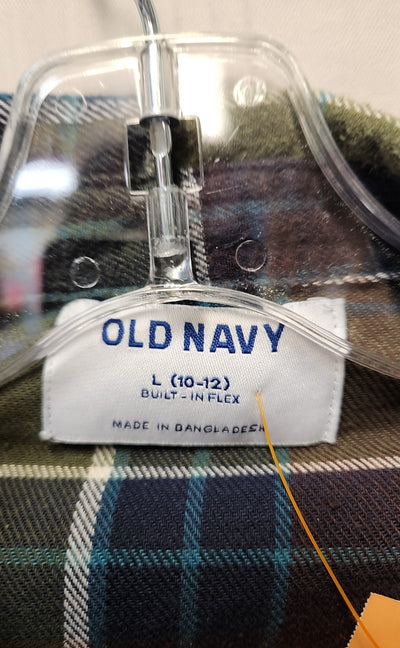 OLD NAVY
L (10-12)
BUILT-IN FLEX
MADE IN BANGLADESH